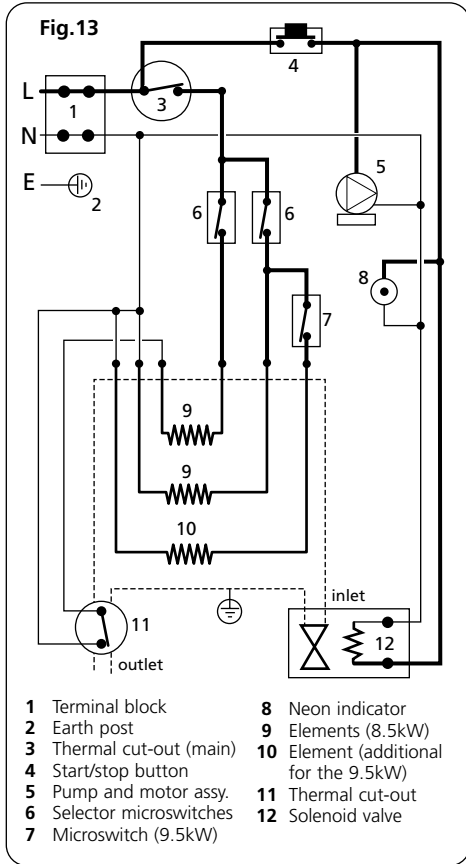 Fig.13
4
L
1
3
N
5
E
2
6
6
8
7
9
9
10
inlet
11
12
outlet
1 Terminal block
2 Earth post
3 Thermal cut-out (main)
4 Start/stop button
5 Pump and motor assy.
6 Selector microswitches
7 Microswitch (9.5kW)
8 Neon indicator
9 Elements (8.5kW)
10 Element (additional
for the 9.5kW)
11 Thermal cut-out
12 Solenoid valve